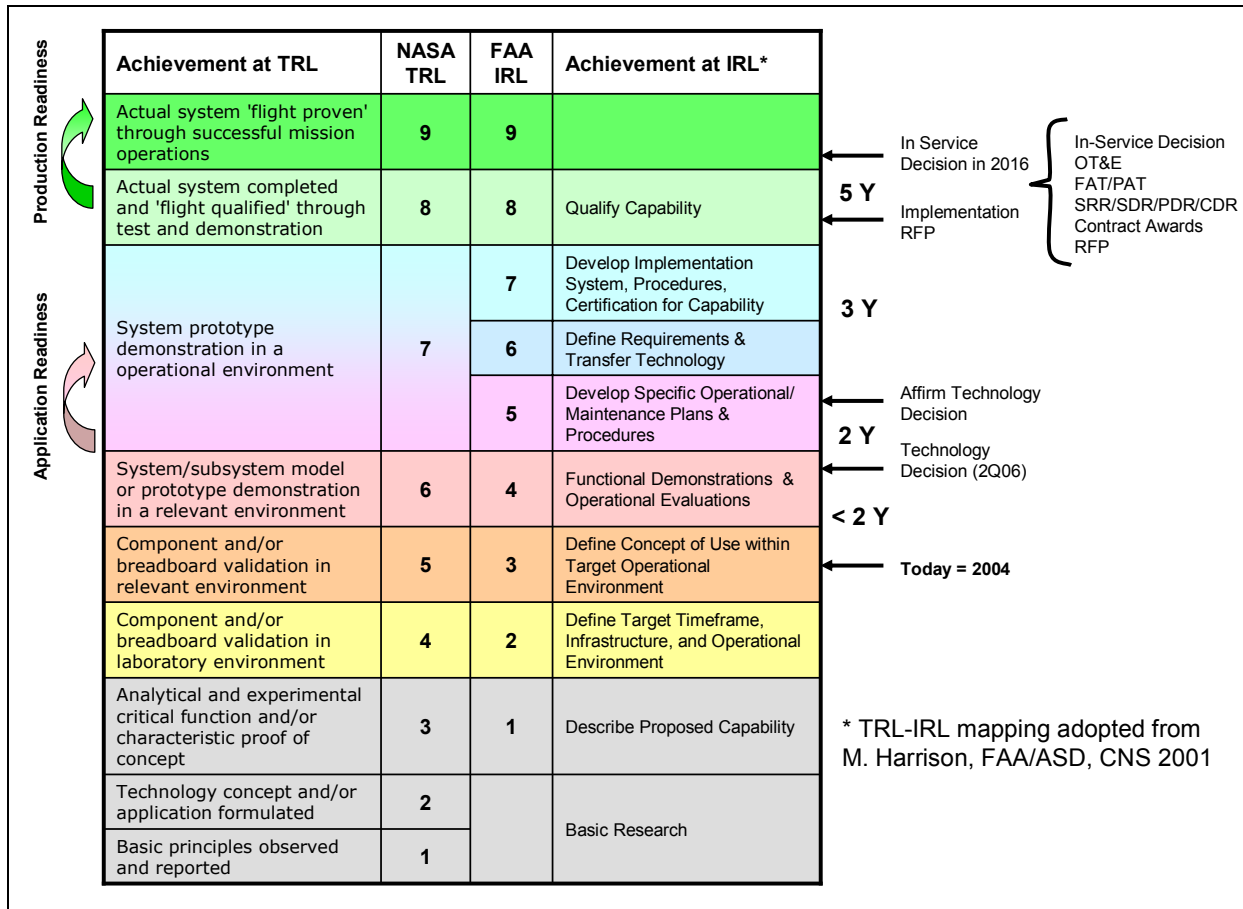 Achievement at TRL
NASA
TRL
FAA
IRL
Achievement at IRL*
Production Readiness
Actual system 'flight proven'
through successful mission
operations
9
9
Actual system completed
and 'flight qualified' through
test and demonstration
8
8
Qualify Capability
Application Readiness
System prototype
demonstration in a
operational environment
7
7
Develop Implementation
System, Procedures,
Certification for Capability
6
Define Requirements &
Transfer Technology
5
Develop Specific Operational/
Maintenance Plans &
Procedures
System/subsystem model
or prototype demonstration
in a relevant environment
6
4
Functional Demonstrations &
Operational Evaluations
Component and/or
breadboard validation in
relevant environment
5
3
Define Concept of Use within
Target Operational
Environment
Component and/or
breadboard validation in
laboratory environment
4
2
Define Target Timeframe,
Infrastructure, and Operational
Environment
Analytical and experimental
critical function and/or
characteristic proof of
concept
3
1
Describe Proposed Capability
Technology concept and/or
application formulated
2
Basic principles observed
and reported
1
Basic Research
In Service
Decision in 2016
5 Y
Implementation
RFP
In-Service Decision
OT&E
FAT/PAT
SRR/SDR/PDR/CDR
Contract Awards
RFP
3 Y
Affirm Technology
Decision
2 Y
Technology
Decision (2Q06)
< 2 Y
Today = 2004
* TRL-IRL mapping adopted from
M. Harrison, FAA/ASD, CNS 2001